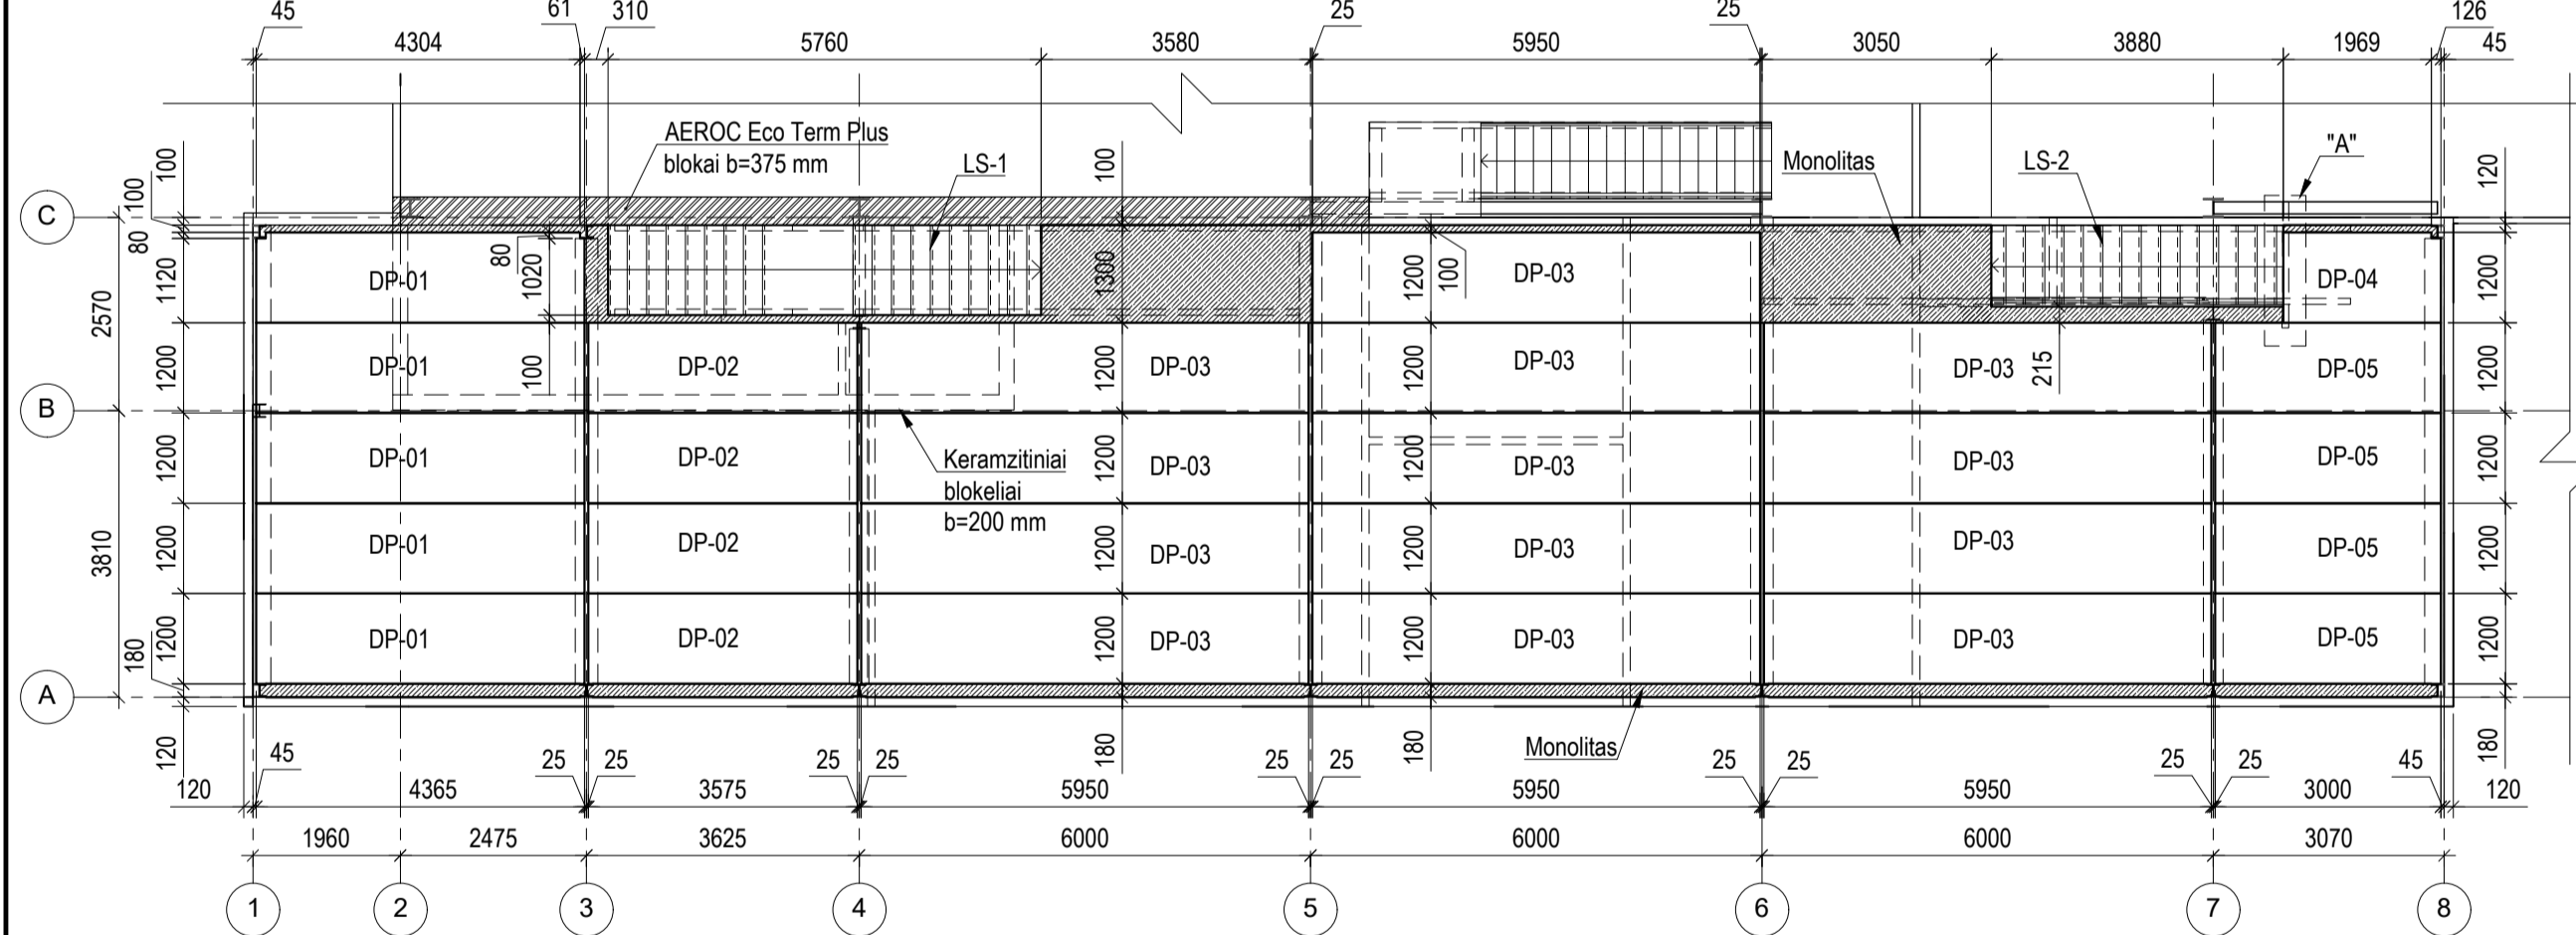 45 61 310 25 25 126
4304 5760 3580 5950 3050 3880 1969 45
AEROC Eco Term Plus
blokai b=375 mm
LS-1
Monolitas
LS-2
"A"
100 100 100 120
C
80 1120 DP-01 80 1020 1300 1200 100 DP-03 DP-04 1200
2570
1200 DP-01 100 DP-02 1200 DP-03 1200 DP-03 DP-03 215 DP-05 1200
B
1200 DP-01 DP-02 1200 DP-03 1200 DP-03 DP-03 DP-05 1200
Keramzitiniai
blokeliai
b=200 mm
3810
1200 DP-01 DP-02 1200 DP-03 1200 DP-03 DP-03 DP-05 1200
180 1200 DP-01 DP-02 1200 DP-03 1200 DP-03 DP-03 DP-05 1200
A
120 45 25 25 25 25 180 25 25 180 Monolitas 25 25 25 25 45 180
120 4365 3575 5950 5950 5950 3000 120
1960 2475 3625 6000 6000 6000 3070
1 2 3 4 5 6 7 8